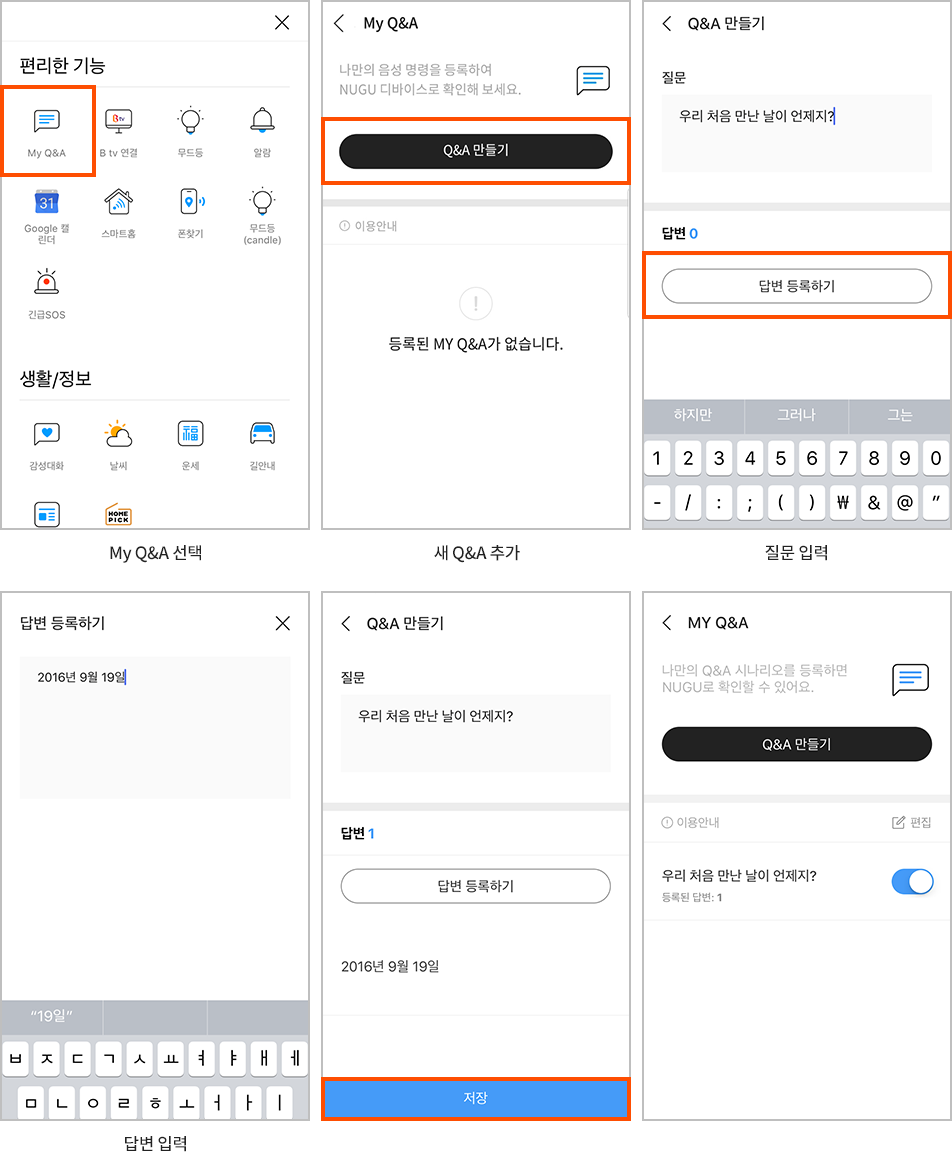 편리한 기능
My Q&A
B tv
B tv 연결
무드등
알람
31
Google 캘
린더
스마트홈
폰찾기
무드등
(candle)
긴급SOS
생활/정보
감성대화
날씨
福
운세
길안내
HOME
PICK
My Q&A 선택
My Q&A
나만의 음성 명령을 등록하여
NUGU 디바이스로 확인해 보세요.
Q&A 만들기
이용안내
등록된 MY Q&A가 없습니다.
새 Q&A 추가
Q&A 만들기
질문
우리 처음 만난 날이 언제지?
답변 0
답변 등록하기
하지만 그러나 그는
1 2 3 4 5 6 7 8 9 0
- / : ; ( ) ₩ & @ "
질문 입력
답변 등록하기
2016년 9월 19일
“19일”
ㅂ ㅈ ㄷ ㄱ ㅅ ㅛ ㅕ ㅑ ㅐ ㅔ
ㅁ ㄴ ㅇ ㄹ ㅎ ㅗ ㅓ ㅏ ㅣ
답변 입력
Q&A 만들기
질문
우리 처음 만난 날이 언제지?
답변 1
답변 등록하기
2016년 9월 19일
저장
MY Q&A
나만의 Q&A 시나리오를 등록하면
NUGU로 확인할 수 있어요.
Q&A 만들기
이용안내
편집
우리 처음 만난 날이 언제지?
등록된 답변: 1